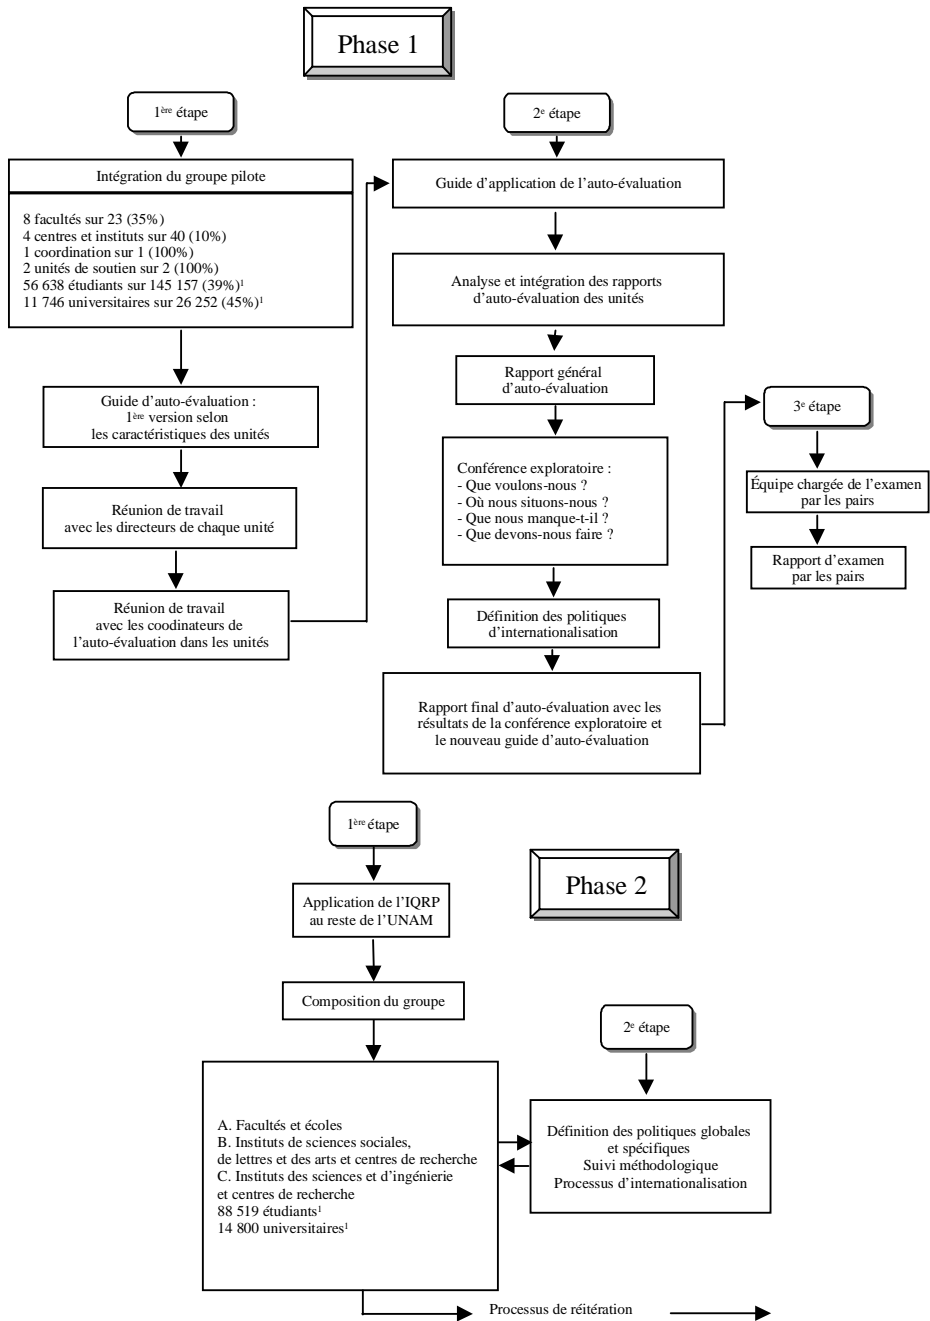 Phase 1
1ère étape
Intégration du groupe pilote
8 facultés sur 23 (35%)
4 centres et instituts sur 40 (10%)
1 coordination sur 1 (100%)
2 unités de soutien sur 2 (100%)
56 638 étudiants sur 145 157 (39%)¹
11 746 universitaires sur 26 252 (45%)¹
Guide d'auto-évaluation :
1ère version selon
les caractéristiques des unités
Réunion de travail
avec les directeurs de chaque unité
Réunion de travail
avec les coodinateurs de
l'auto-évaluation dans les unités
2e étape
Guide d'application de l'auto-évaluation
Analyse et intégration des rapports
d'auto-évaluation des unités
Rapport général
d'auto-évaluation
Conférence exploratoire :
- Que voulons-nous ?
- Où nous situons-nous ?
- Que nous manque-t-il ?
- Que devons-nous faire ?
Définition des politiques
d'internationalisation
Rapport final d'auto-évaluation avec les
résultats de la conférence exploratoire et
le nouveau guide d'auto-évaluation
3e étape
Équipe chargée de l'examen
par les pairs
Rapport d'examen
par les pairs
Phase 2
1ère étape
Application de l'IQRP
au reste de l'UNAM
Composition du groupe
A. Facultés et écoles
B. Instituts de sciences sociales,
de lettres et des arts et centres de recherche
C. Instituts des sciences et d'ingénierie
et centres de recherche
88 519 étudiants¹
14 800 universitaires¹
2e étape
Définition des politiques globales
et spécifiques
Suivi méthodologique
Processus d'internationalisation
Processus de réitération